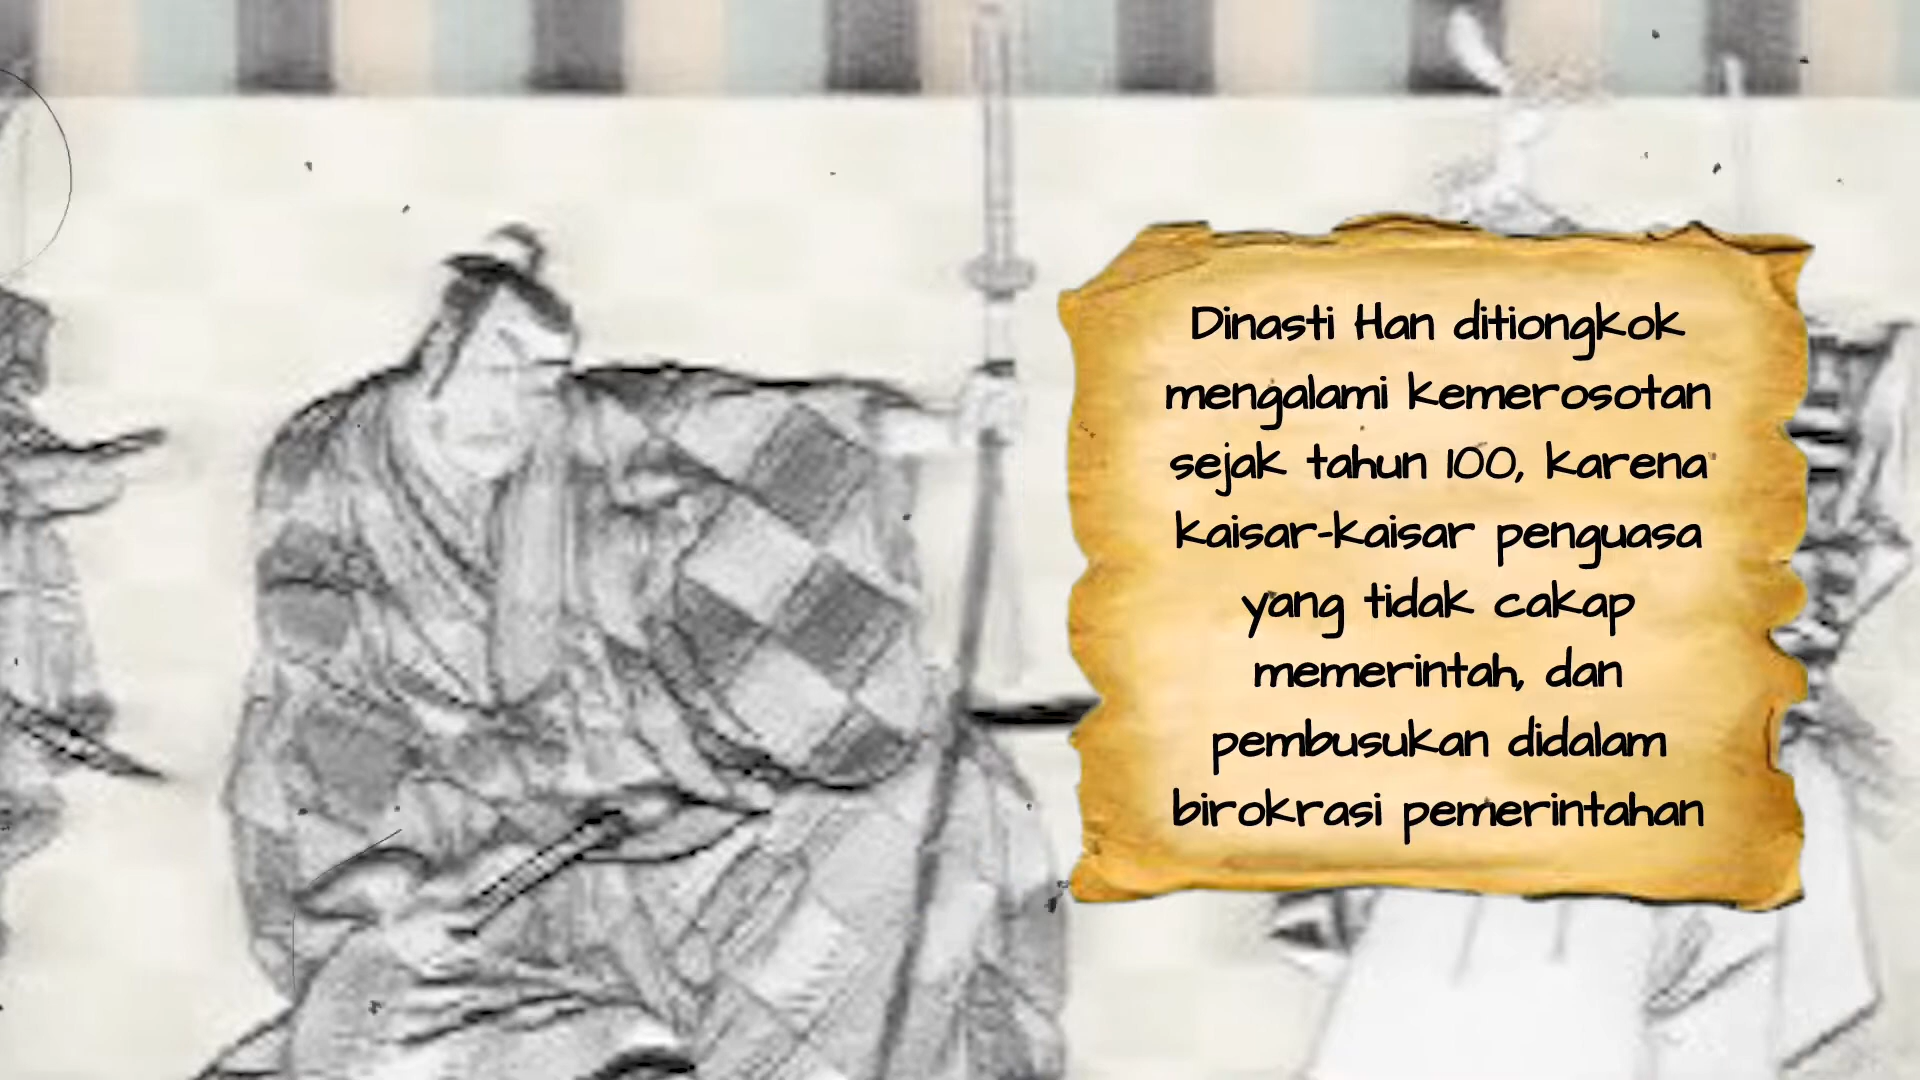 Dinasti Han ditiongkok
mengalami kemerosotan
sejak tahun 100, karena
kaisar-kaisar penguasa
yang tidak cakap
memerintah, dan
pembusukan didalam
birokrasi pemerintahan